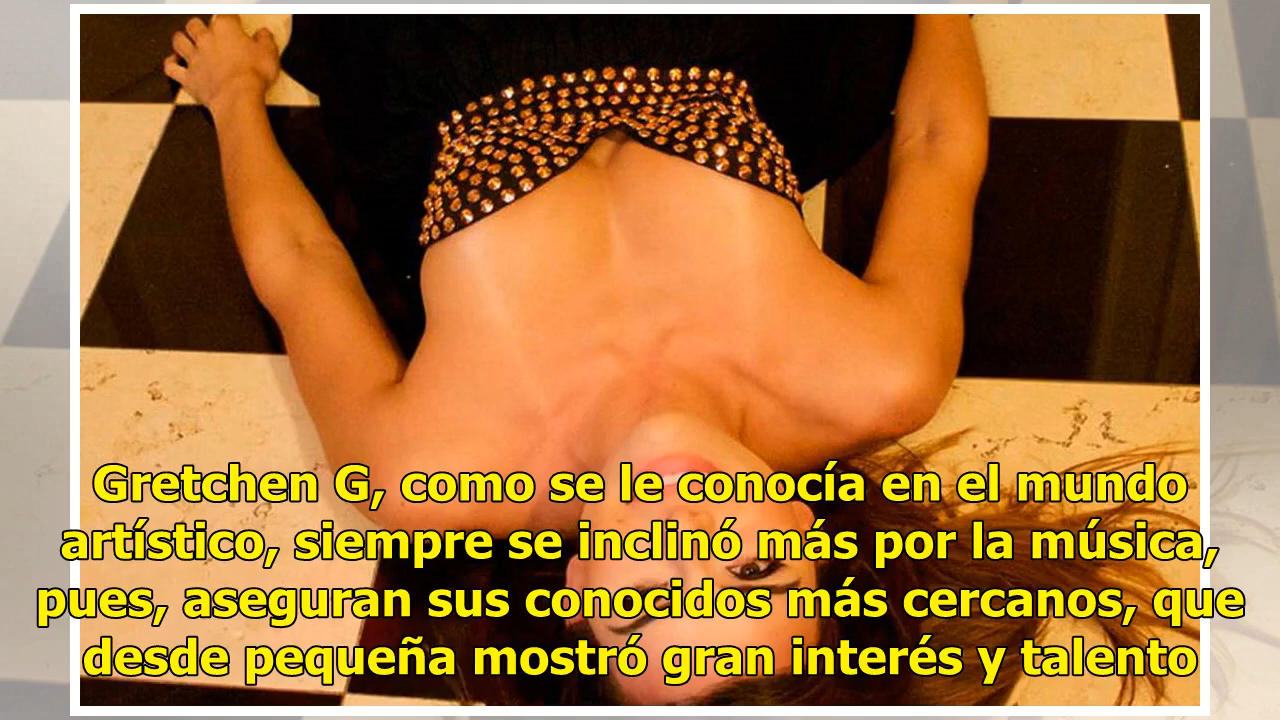 Gretchen G, como se le conocía en el mundo
artístico, siempre se inclinó más por la música,
pues, aseguran sus conocidos más cercanos, que
desde pequeña mostró gran interés y talento